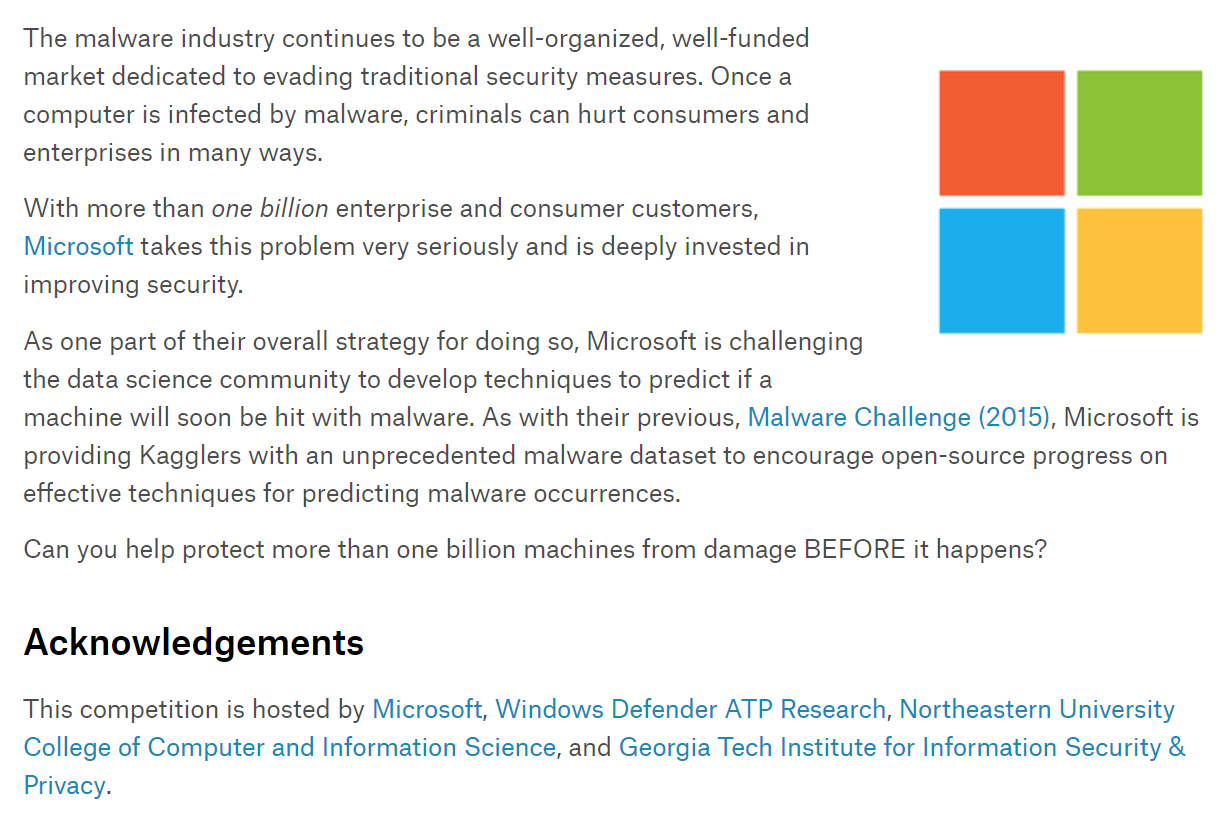 The malware industry continues to be a well-organized, well-funded
market dedicated to evading traditional security measures. Once a
computer is infected by malware, criminals can hurt consumers and
enterprises in many ways.
With more than one billion enterprise and consumer customers,
Microsoft takes this problem very seriously and is deeply invested in
improving security.
As one part of their overall strategy for doing so, Microsoft is challenging
the data science community to develop techniques to predict if a
machine will soon be hit with malware. As with their previous, Malware Challenge (2015), Microsoft is
providing Kagglers with an unprecedented malware dataset to encourage open-source progress on
effective techniques for predicting malware occurrences.
Can you help protect more than one billion machines from damage BEFORE it happens?
Acknowledgements
This competition is hosted by Microsoft, Windows Defender ATP Research, Northeastern University
College of Computer and Information Science, and Georgia Tech Institute for Information Security &
Privacy.